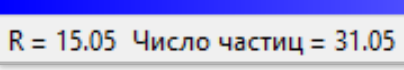 R = 15.05 Число частиц = 31.05